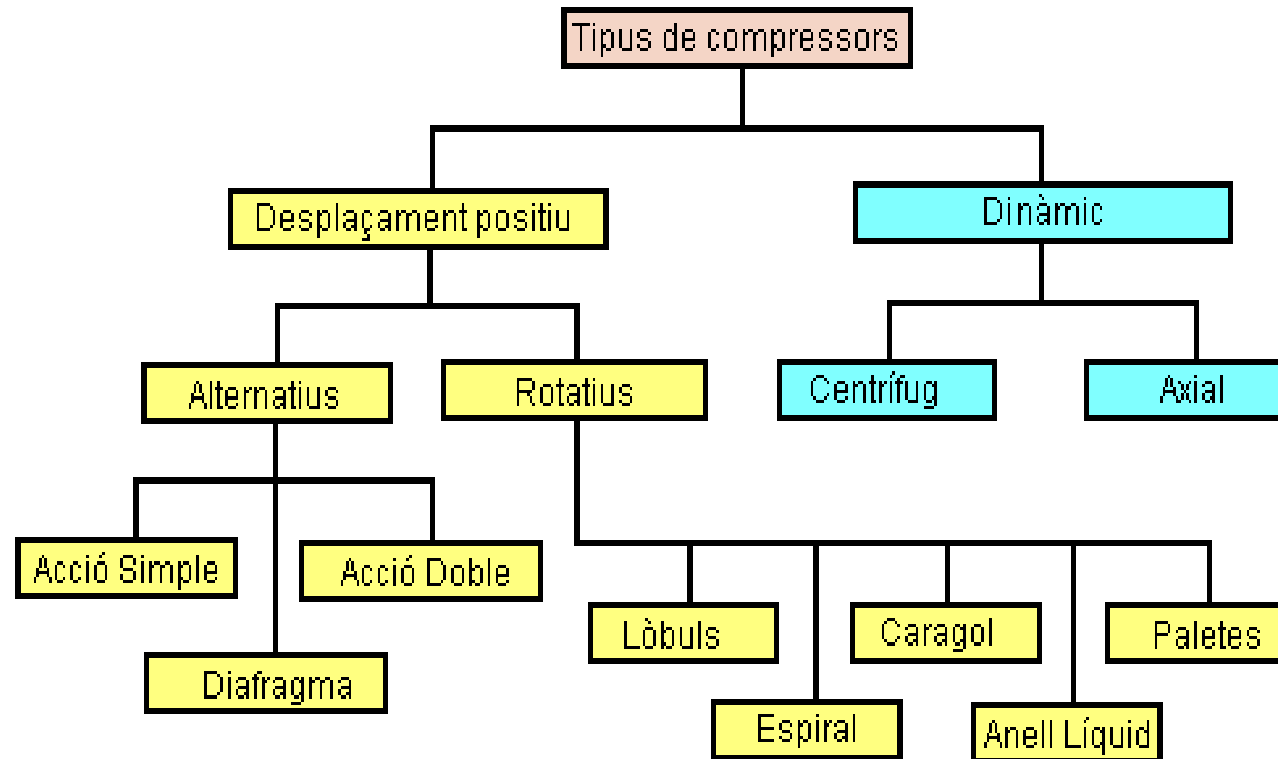 Tipus de compressors
Desplaçament positiu
Dinàmic
Alternatius
Rotatius
Centrífug
Axial
Acció Simple
Acció Doble
Diafragma
Lòbuls
Espiral
Caragol
Anell Líquid
Paletes